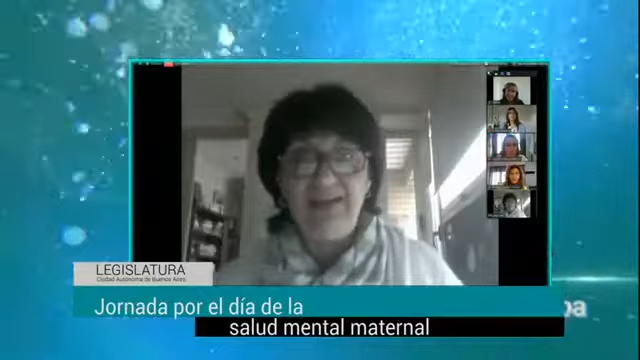 LEGISLATURA
Ciudad Autónoma de Buenos Aires
Jornada por el día de la
salud mental maternal